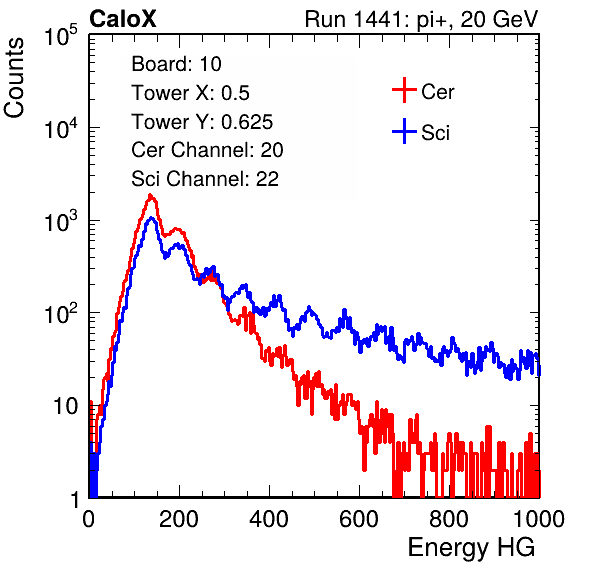 CaloX Run 1441: pi+, 20 GeV
Counts
Board: 10
Tower X: 0.5
Tower Y: 0.625
Cer Channel: 20
Sci Channel: 22
Cer
Sci
10^5
10^4
10^3
10^2
10
1
0 200 400 600 800 1000
Energy HG